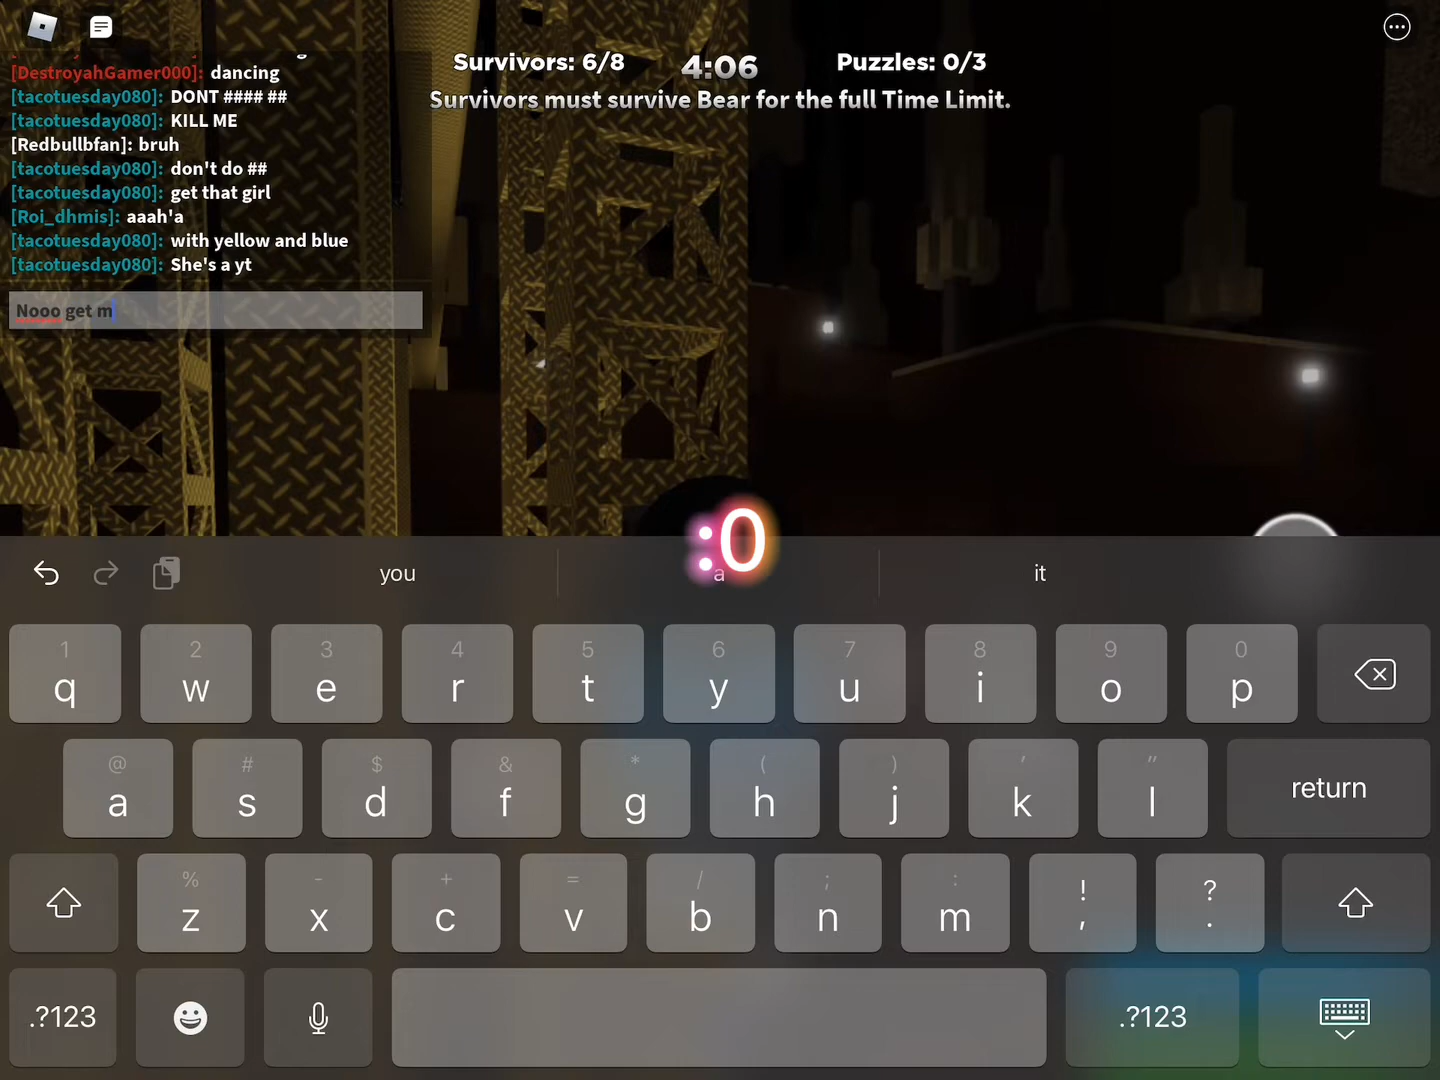 [DestroyahGamer000]: dancing
[tacotuesday080]: DONT #### ##
[tacotuesday080]: KILL ME
[Redbullbfan]: bruh
[tacotuesday080]: don't do ##
[tacotuesday080]: get that girl
[Roi_dhmis]: aaah'a
[tacotuesday080]: with yellow and blue
[tacotuesday080]: She's a yt
Nooo get m
Survivors: 6/8
4:06
Puzzles: 0/3
Survivors must survive Bear for the full Time Limit.
:0
you a it
1 2 3 4 5 6 7 8 9 0
q w e r t y u i o p
@ # $ & * ( ) ' "
a s d f g h j k l return
% - + = / ; : ! ?
z x c v b n m , .
.?123 .?123